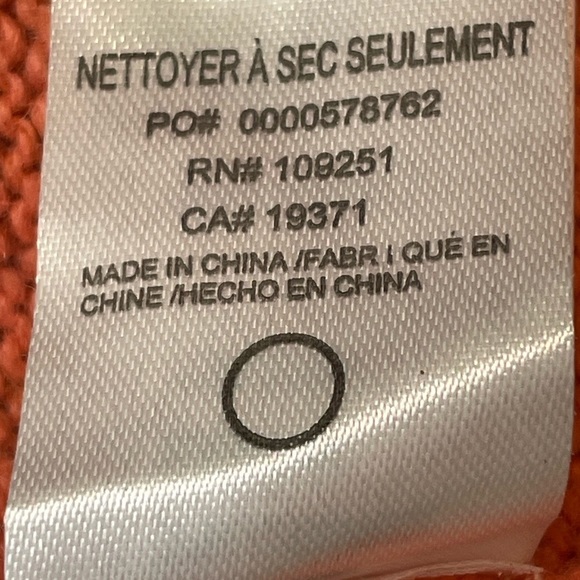 NETTOYER À SEC SEULEMENT
PO# 0000578762
RN# 109251
CA# 19371
MADE IN CHINA /FABR I QUÉ EN
CHINE /HECHO EN CHINA